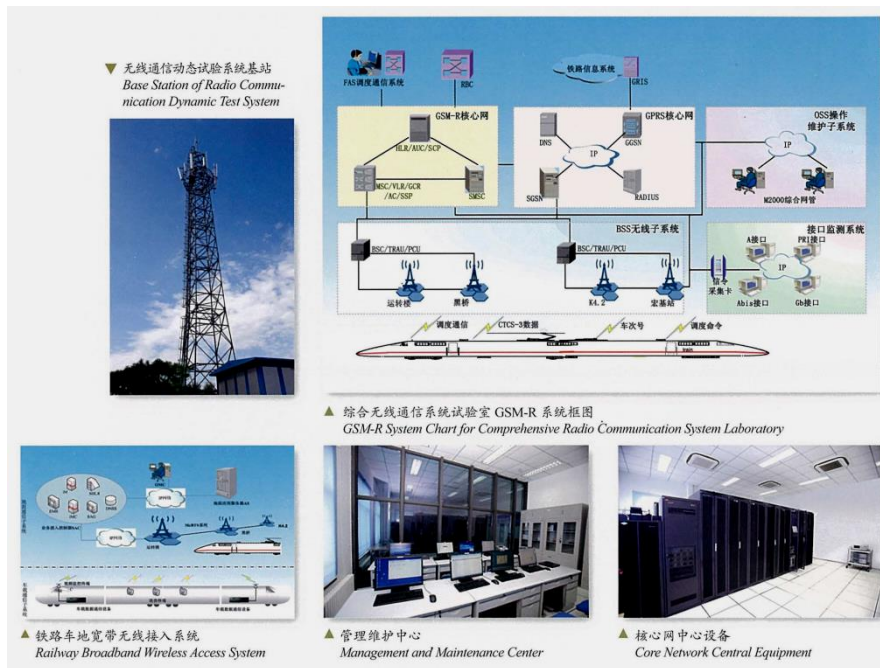 ▼ 无线通信动态试验系统基站
Base Station of Radio Commu-
nication Dynamic Test System
FAS调度通信系统
RBC
铁路信息系统
GRIS
GSM-R核心网
HLR/AUC/SCP
MSC/VLR/GCR
/AC/SSP
SMSC
GPRS核心网
DNS
GGSN
IP
SGSN
RADIUS
OSS操作
维护子系统
IP
M2000综合网管
BSS无线子系统
BSC/TRAU/PCU
BSC/TRAU/PCU
运转楼
黑桥
K4.2
宏基站
接口监测系统
A接口
PRI接口
IP
信令
采集卡
Abis接口
Gb接口
调度通信
CTCS-3数据
车次号
调度命令
▲ 综合无线通信系统试验室 GSM-R 系统框图
GSM-R System Chart for Comprehensive Radio Communication System Laboratory
▲ 铁路车地宽带无线接入系统
Railway Broadband Wireless Access System
▲ 管理维护中心
Management and Maintenance Center
▲ 核心网中心设备
Core Network Central Equipment